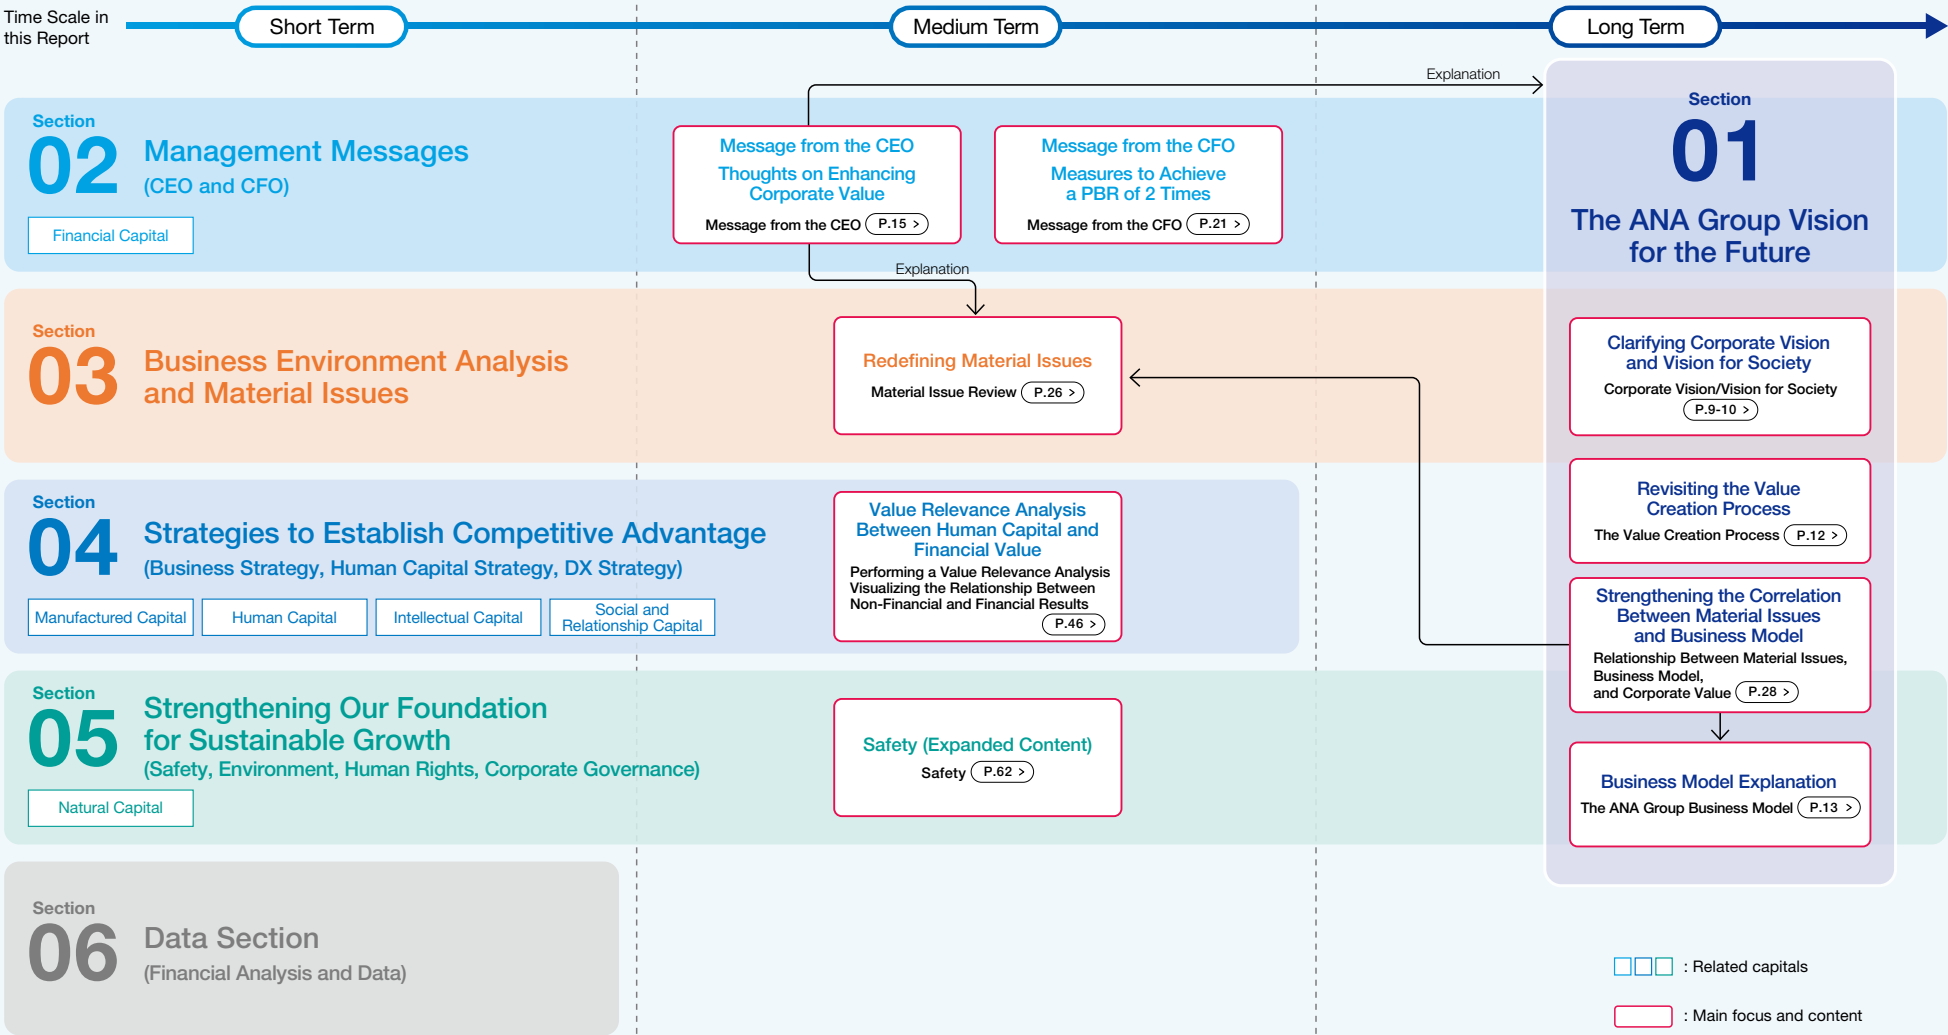 Time Scale in
this Report
Short Term
Medium Term
Long Term
Explanation
Section
01
The ANA Group Vision
for the Future
Section
02
Management Messages
(CEO and CFO)
Financial Capital
Message from the CEO
Thoughts on Enhancing
Corporate Value
Message from the CEO P.15 >
Message from the CFO
Measures to Achieve
a PBR of 2 Times
Message from the CFO P.21 >
Explanation
Section
03
Business Environment Analysis
and Material Issues
Redefining Material Issues
Material Issue Review P.26 >
Clarifying Corporate Vision
and Vision for Society
Corporate Vision/Vision for Society
P.9-10 >
Section
04
Strategies to Establish Competitive Advantage
(Business Strategy, Human Capital Strategy, DX Strategy)
Manufactured Capital
Human Capital
Intellectual Capital
Social and
Relationship Capital
Value Relevance Analysis
Between Human Capital and
Financial Value
Performing a Value Relevance Analysis
Visualizing the Relationship Between
Non-Financial and Financial Results
P.46 >
Revisiting the Value
Creation Process
The Value Creation Process P.12 >
Strengthening the Correlation
Between Material Issues
and Business Model
Relationship Between Material Issues,
Business Model,
and Corporate Value P.28 >
Section
05
Strengthening Our Foundation
for Sustainable Growth
(Safety, Environment, Human Rights, Corporate Governance)
Natural Capital
Safety (Expanded Content)
Safety P.62 >
Business Model Explanation
The ANA Group Business Model P.13 >
Section
06
Data Section
(Financial Analysis and Data)
: Related capitals
: Main focus and content